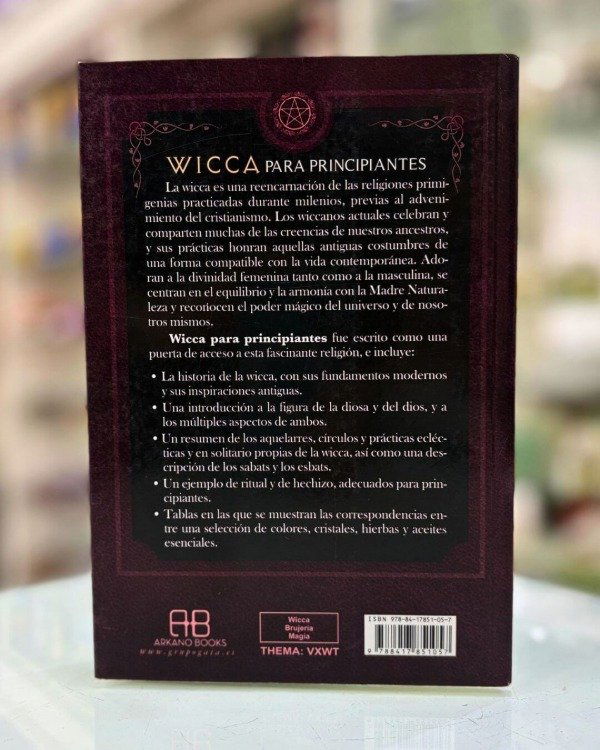 WICCA PARA PRINCIPIANTES
La wicca es una reencarnación de las religiones primi-
genias practicadas durante milenios, previas al adveni-
miento del cristianismo. Los wiccanos actuales celebran y
comparten muchas de las creencias de nuestros ancestros,
y sus prácticas honran aquellas antiguas costumbres de
una forma compatible con la vida contemporánea. Ado-
ran a la divinidad femenina tanto como a la masculina, se
centran en el equilibrio y la armonía con la Madre Natura-
leza y reconocen el poder mágico del universo y de noso-
tros mismos.
Wicca para principiantes fue escrito como una
puerta de acceso a esta fascinante religión, e incluye:
• La historia de la wicca, con sus fundamentos modernos
y sus inspiraciones antiguas.
• Una introducción a la figura de la diosa y del dios, y a
los múltiples aspectos de ambos.
• Un resumen de los aquelarres, círculos y prácticas eclécti-
cas y en solitario propias de la wicca, así como una des-
cripción de los sabats y los esbats.
• Un ejemplo de ritual y de hechizo, adecuados para prin-
cipiantes.
• Tablas en las que se muestran las correspondencias en-
tre una selección de colores, cristales, hierbas y aceites
esenciales.
AB
ARKANO BOOKS
www.grupogaia.es
Wicca
Brujería
Magia
THEMA: VXWT
ISBN 978-84-17851-05-7
9 788417 851057